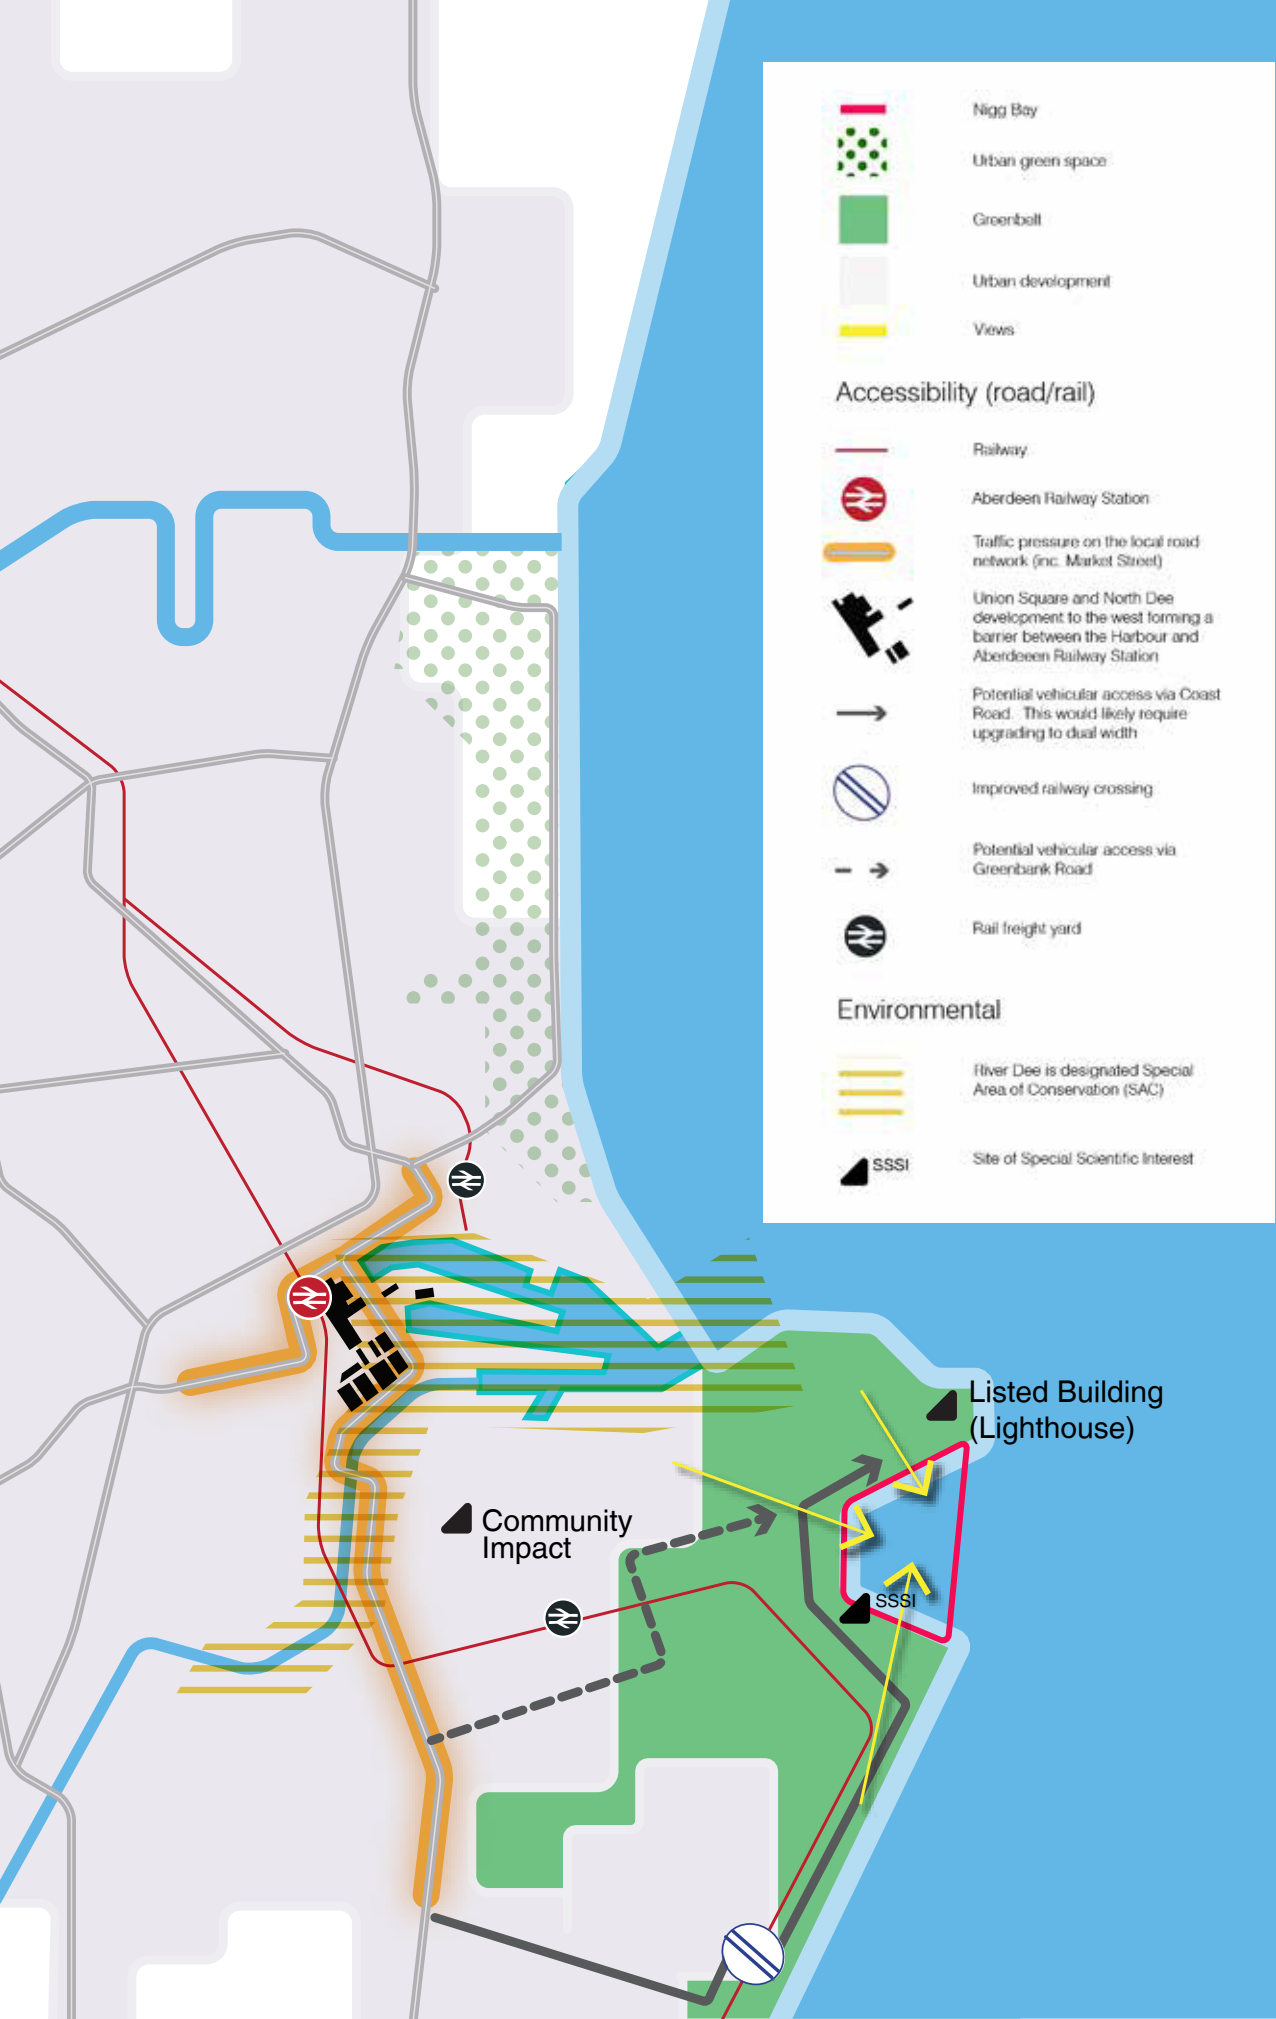 Nigg Bay
Urban green space
Greenbelt
Urban development
Views
Accessibility (road/rail)
Railway
Aberdeen Railway Station
Traffic pressure on the local road
network (inc. Market Street)
Union Square and North Dee
development to the west forming a
barrier between the Harbour and
Aberdeeen Railway Station
Potential vehicular access via Coast
Road. This would likely require
upgrading to dual width
Improved railway crossing
Potential vehicular access via
Greenbank Road
Rail freight yard
Environmental
River Dee is designated Special
Area of Conservation (SAC)
SSSI
Site of Special Scientific Interest
Listed Building
(Lighthouse)
Community
Impact
SSSI